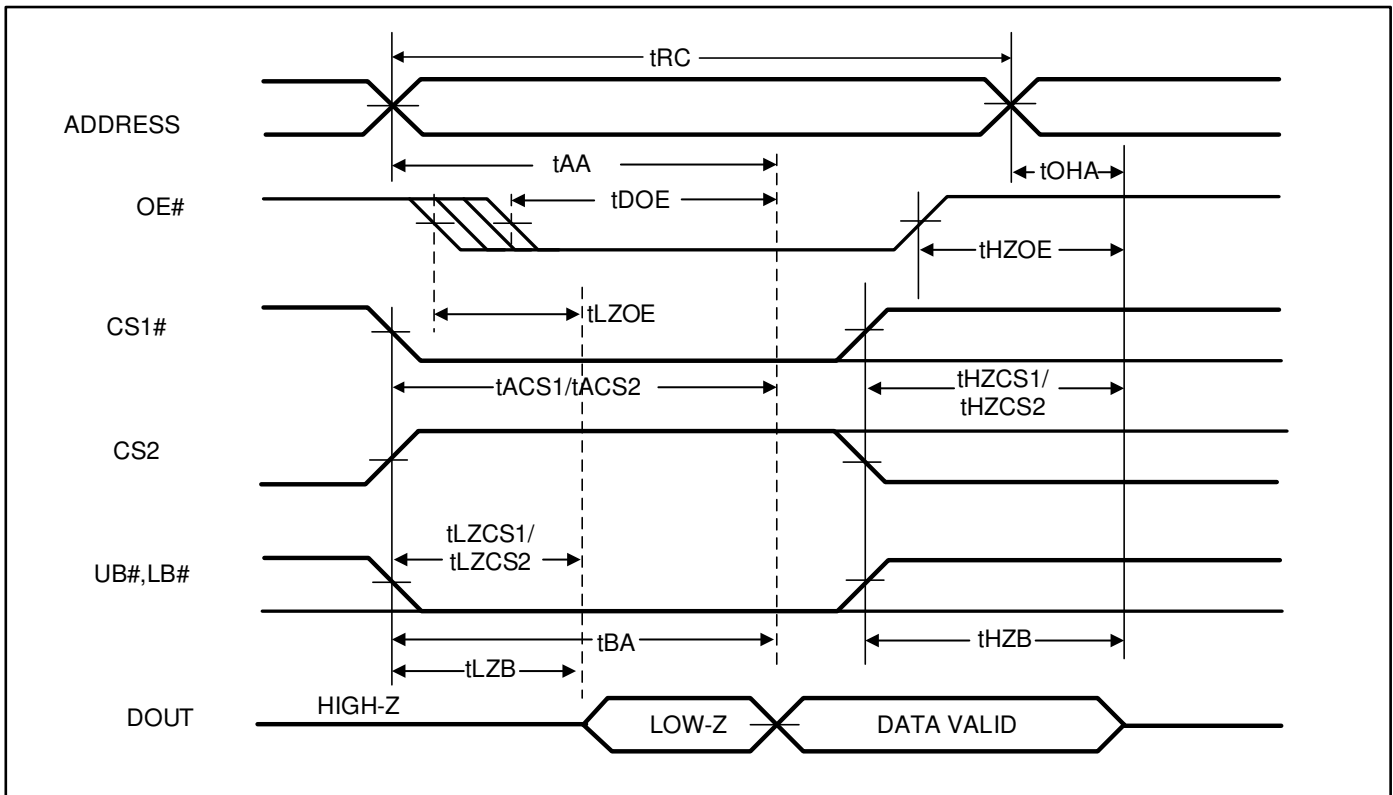 tRC
ADDRESS
tAA
tOHA
OE#
tDOE
tHZOE
tLZOE
CS1#
tACS1/tACS2
tHZCS1/
tHZCS2
CS2
tLZCS1/
tLZCS2
UB#,LB#
tBA
tHZB
tLZB
DOUT
HIGH-Z
LOW-Z
DATA VALID